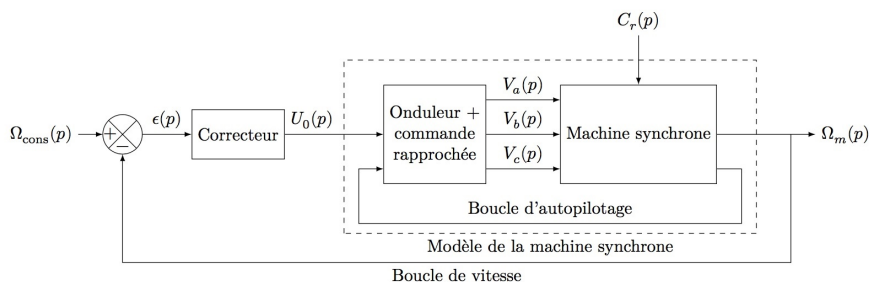 C_r(p)
Ω_cons(p)
+
−
ϵ(p)
Correcteur
U_0(p)
Onduleur +
commande
rapprochée
V_a(p)
V_b(p)
V_c(p)
Machine synchrone
Ω_m(p)
Boucle d'autopilotage
Modèle de la machine synchrone
Boucle de vitesse